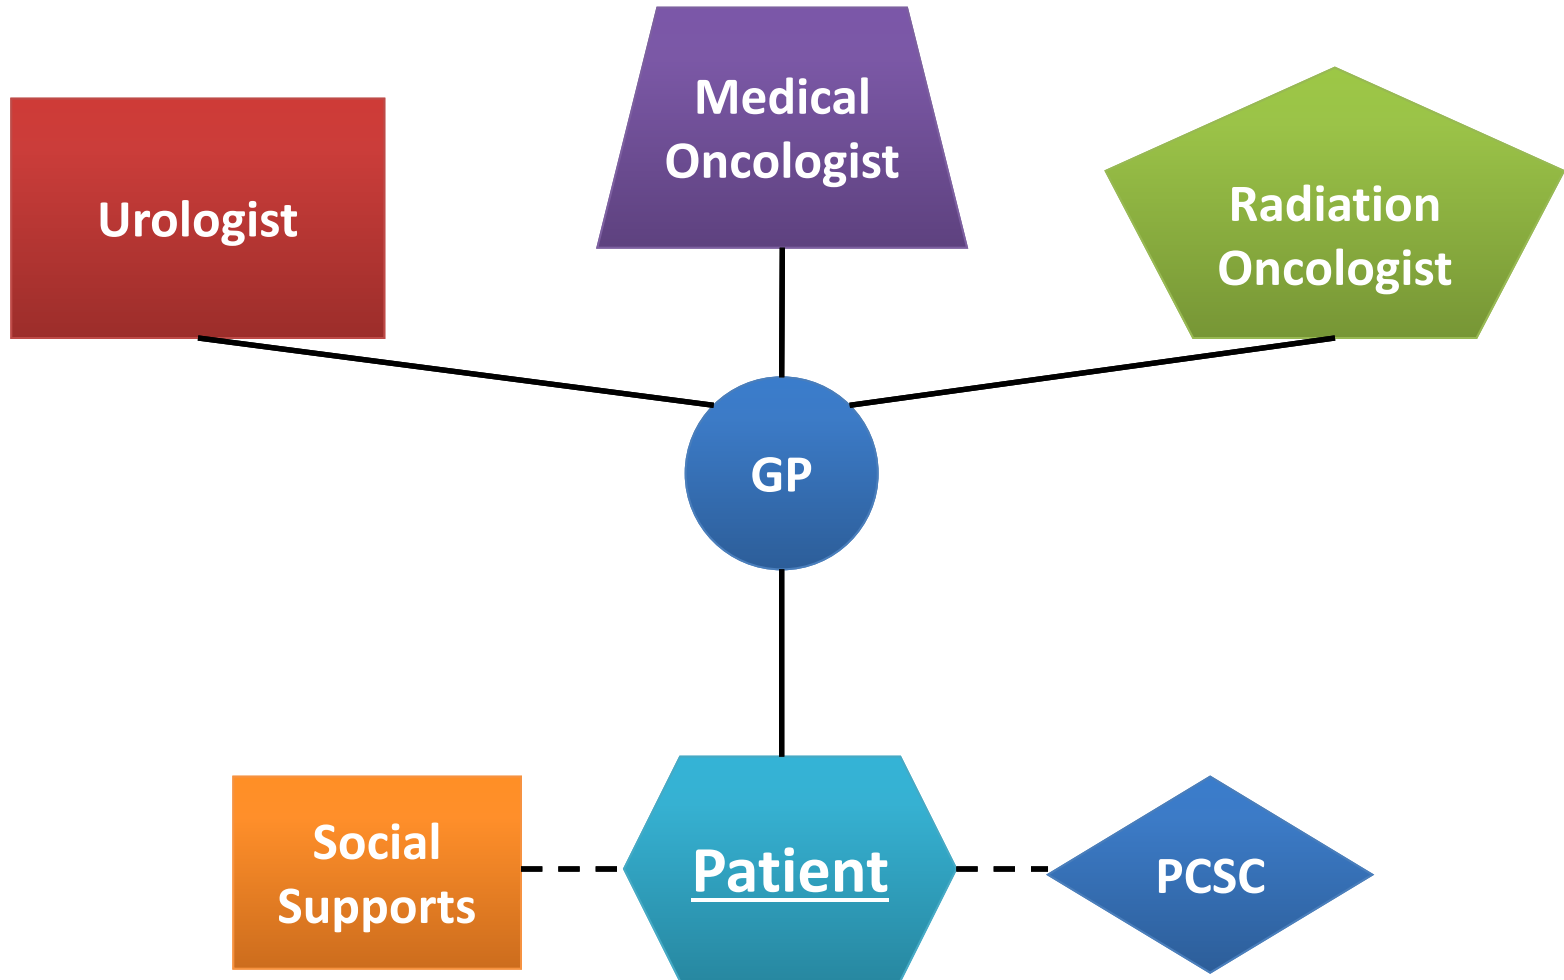 Medical
Oncologist
Urologist
Radiation
Oncologist
GP
Social
Supports
Patient
PCSC